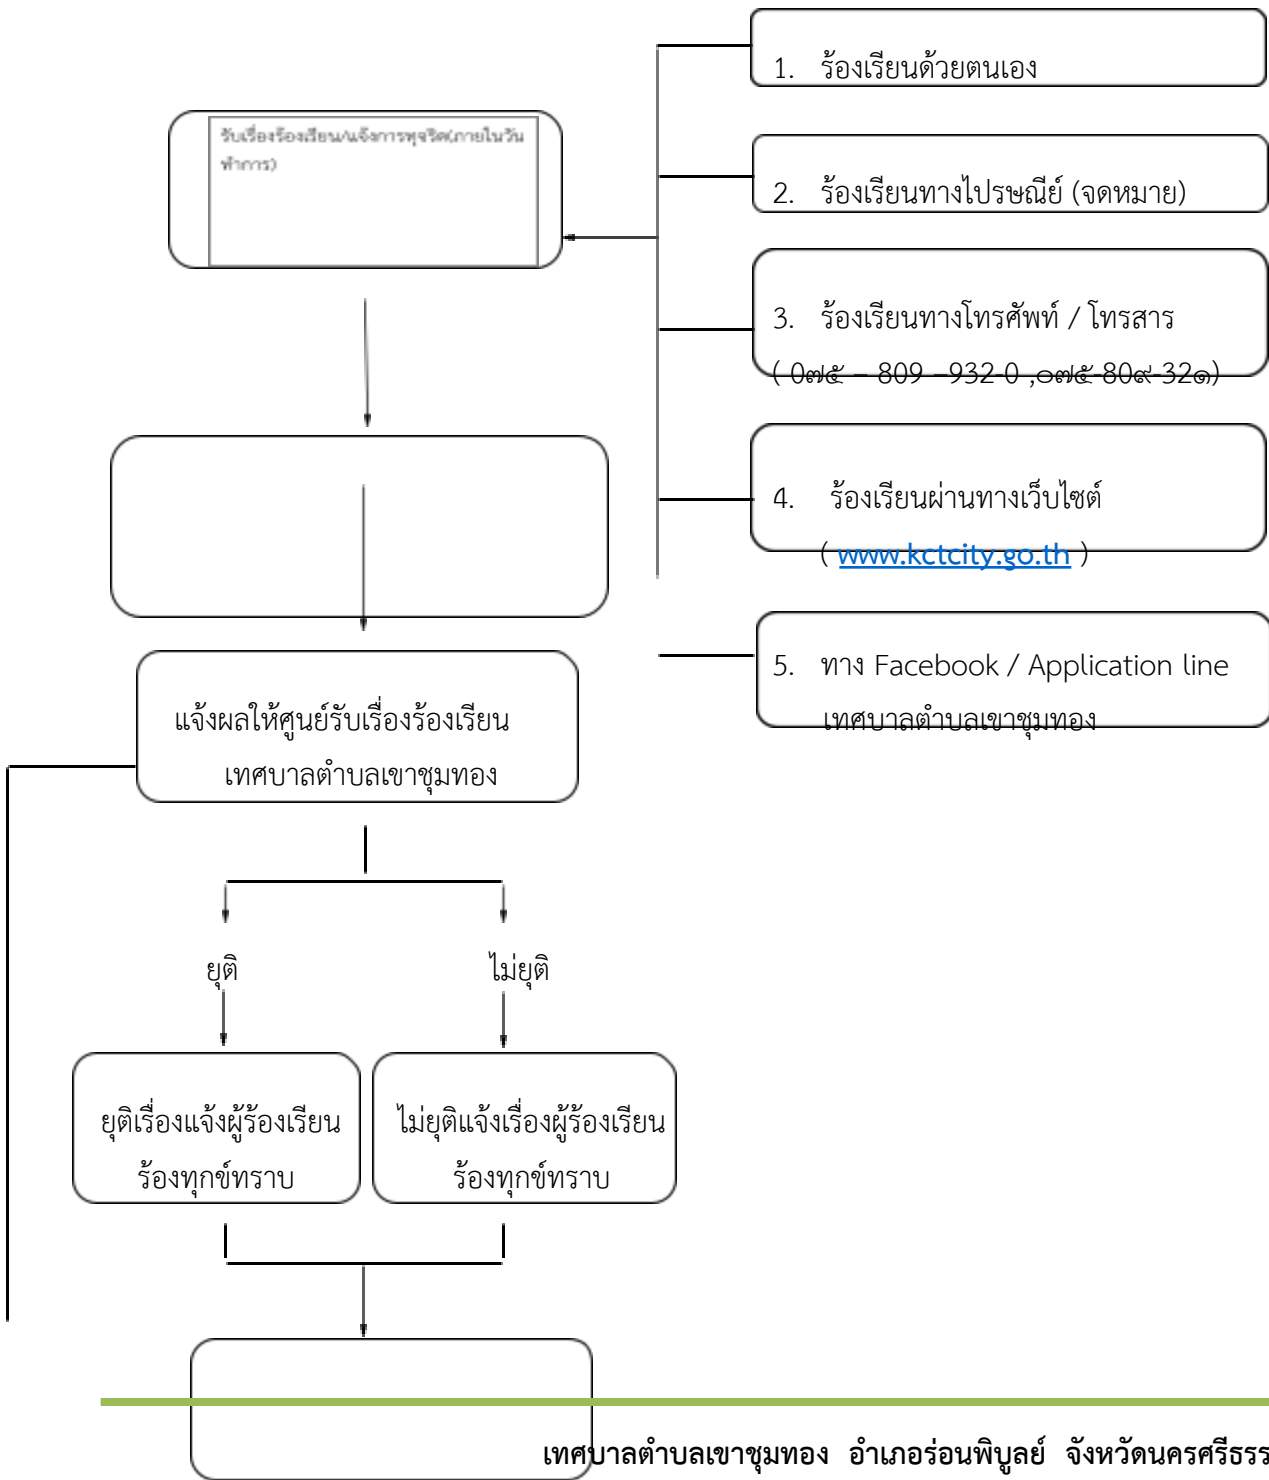 1. ร้องเรียนด้วยตนเอง
รับเรื่องร้องเรียน/แจ้งการทุจริต(ภายในวัน
ทำการ)
2. ร้องเรียนทางไปรษณีย์ (จดหมาย)
3. ร้องเรียนทางโทรศัพท์ / โทรสาร
( 0๗๕ – 809 –932-0 ,๐๗๕-80๙-32๑)
4. ร้องเรียนผ่านทางเว็บไซต์
( www.kctcity.go.th )
5. ทาง Facebook / Application line
เทศบาลตำบลเขาชุมทอง
แจ้งผลให้ศูนย์รับเรื่องร้องเรียน
เทศบาลตำบลเขาชุมทอง
ยุติ
ไม่ยุติ
ยุติเรื่องแจ้งผู้ร้องเรียน
ร้องทุกข์ทราบ
ไม่ยุติแจ้งเรื่องผู้ร้องเรียน
ร้องทุกข์ทราบ
เทศบาลตำบลเขาชุมทอง อำเภอร่อนพิบูลย์ จังหวัดนครศรีธรร